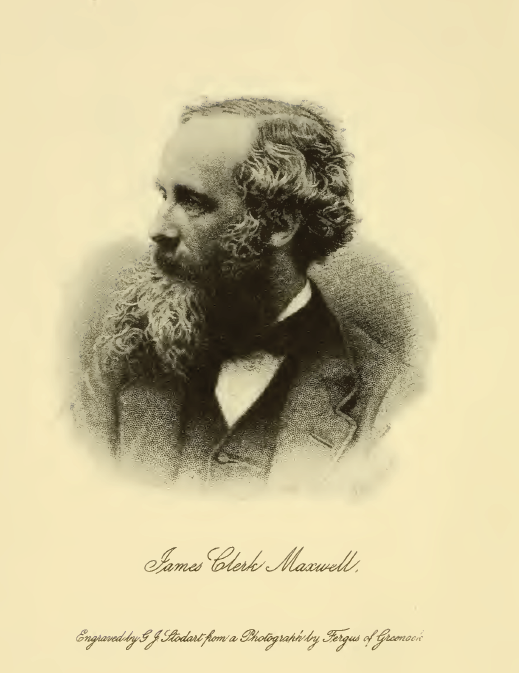 James Clerk Maxwell.
Engraved by G. J. Stodart from a Photograph by Fergus of Greenock